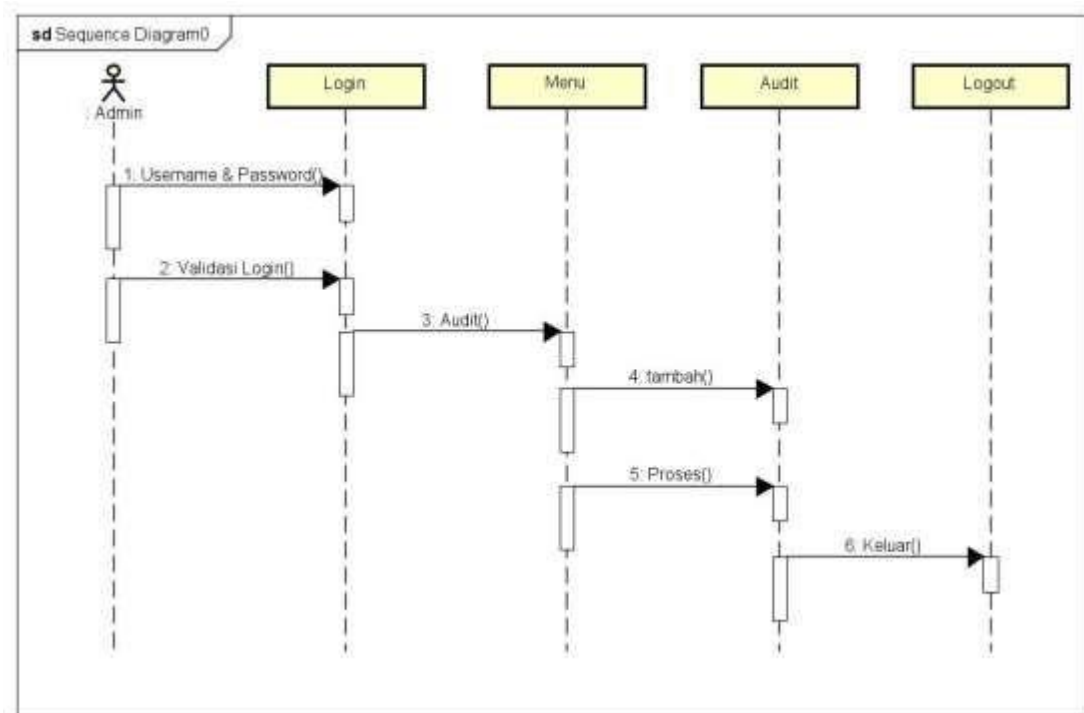 sd Sequence Diagram0
: Admin
Login
Menu
Audit
Logout
1: Username & Password()
2: Validasi Login()
3: Audit()
4: tambah()
5: Proses()
6: Keluar()